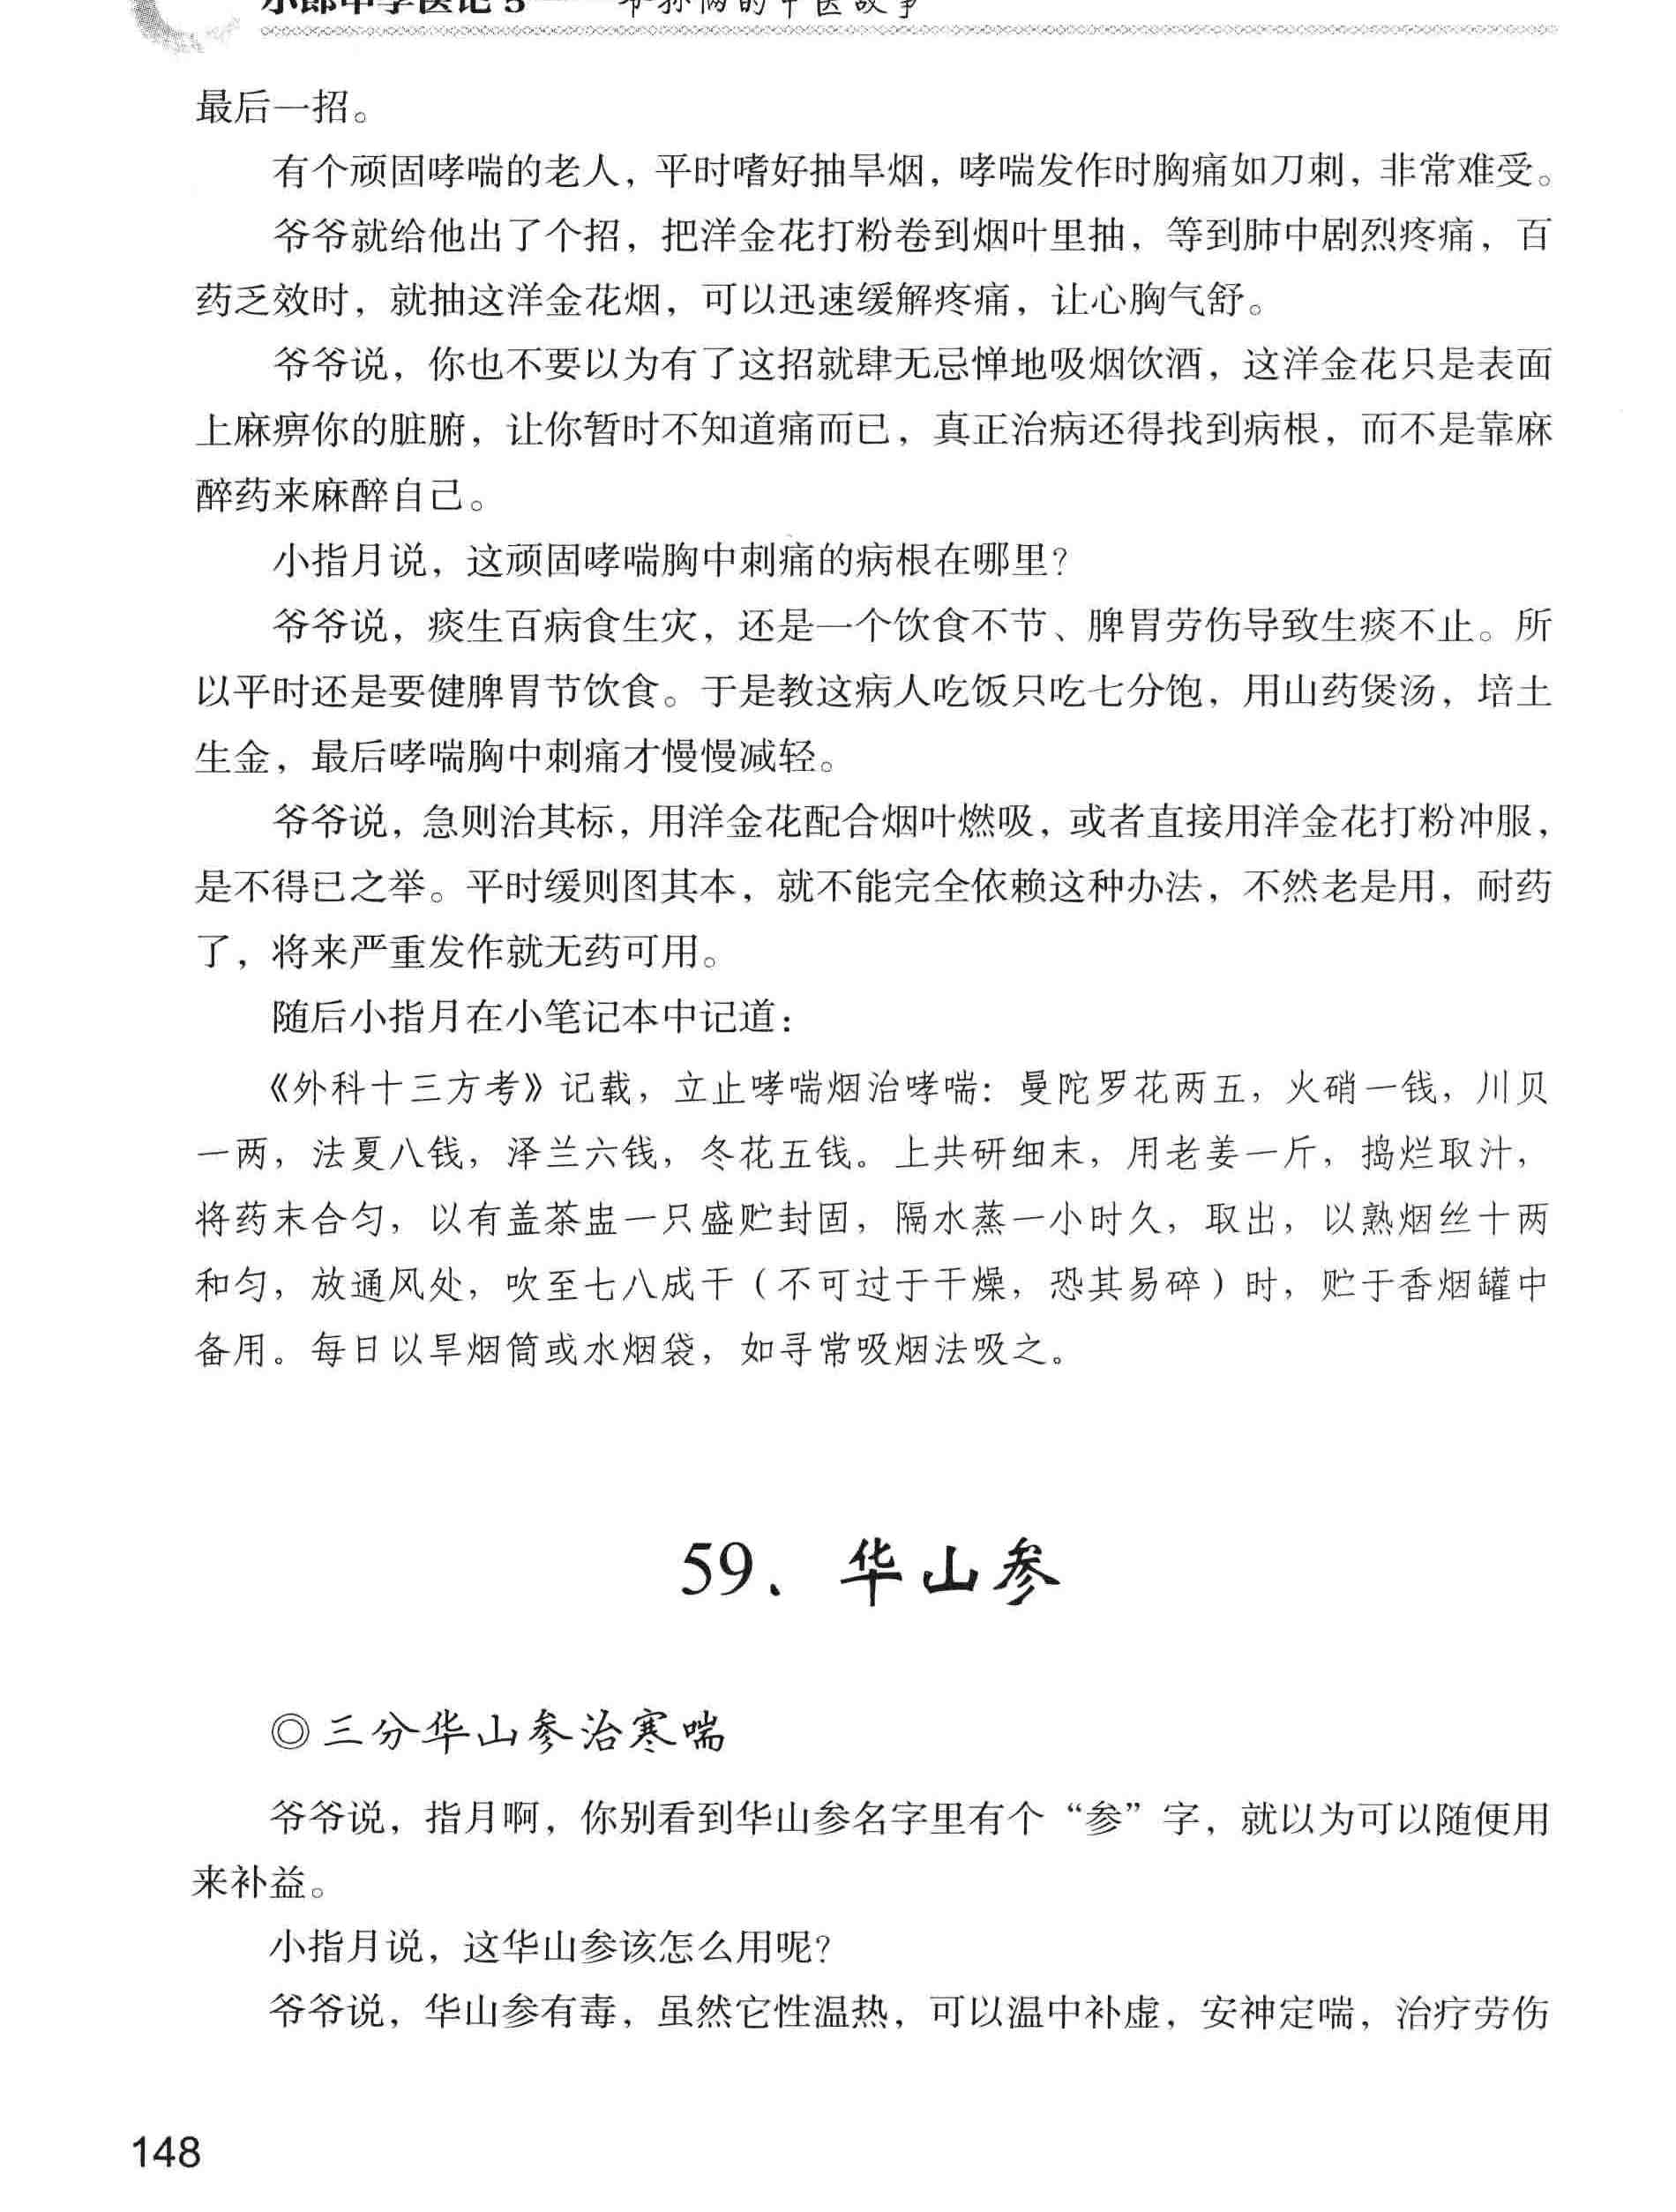 小郎中学医记5——爷孙俩的中医故事
最后一招。
有个顽固哮喘的老人，平时嗜好抽旱烟，哮喘发作时胸痛如刀刺，非常难受。
爷爷就给他出了个招，把洋金花打粉卷到烟叶里抽，等到肺中剧烈疼痛，百
药乏效时，就抽这洋金花烟，可以迅速缓解疼痛，让心胸气舒。
爷爷说，你也不要以为有了这招就肆无忌惮地吸烟饮酒，这洋金花只是表面
上麻痹你的脏腑，让你暂时不知道痛而已，真正治病还得找到病根，而不是靠麻
醉药来麻醉自己。
小指月说，这顽固哮喘胸中刺痛的病根在哪里？
爷爷说，痰生百病食生灾，还是一个饮食不节、脾胃劳伤导致生痰不止。所
以平时还是要健脾胃节饮食。于是教这病人吃饭只吃七分饱，用山药煲汤，培土
生金，最后哮喘胸中刺痛才慢慢减轻。
爷爷说，急则治其标，用洋金花配合烟叶燃吸，或者直接用洋金花打粉冲服，
是不得已之举。平时缓则图其本，就不能完全依赖这种办法，不然老是用，耐药
了，将来严重发作就无药可用。
随后小指月在小笔记本中记道：
《外科十三方考》记载，立止哮喘烟治哮喘：曼陀罗花两五，火硝一钱，川贝
一两，法夏八钱，泽兰六钱，冬花五钱。上共研细末，用老姜一斤，捣烂取汁，
将药末合匀，以有盖茶盅一只盛贮封固，隔水蒸一小时久，取出，以熟烟丝十两
和匀，放通风处，吹至七八成干（不可过于干燥，恐其易碎）时，贮于香烟罐中
备用。每日以旱烟筒或水烟袋，如寻常吸烟法吸之。
59、华山参
◎三分华山参治寒喘
爷爷说，指月啊，你别看到华山参名字里有个“参”字，就以为可以随便用
来补益。
小指月说，这华山参该怎么用呢？
爷爷说，华山参有毒，虽然它性温热，可以温中补虚，安神定喘，治疗劳伤
148